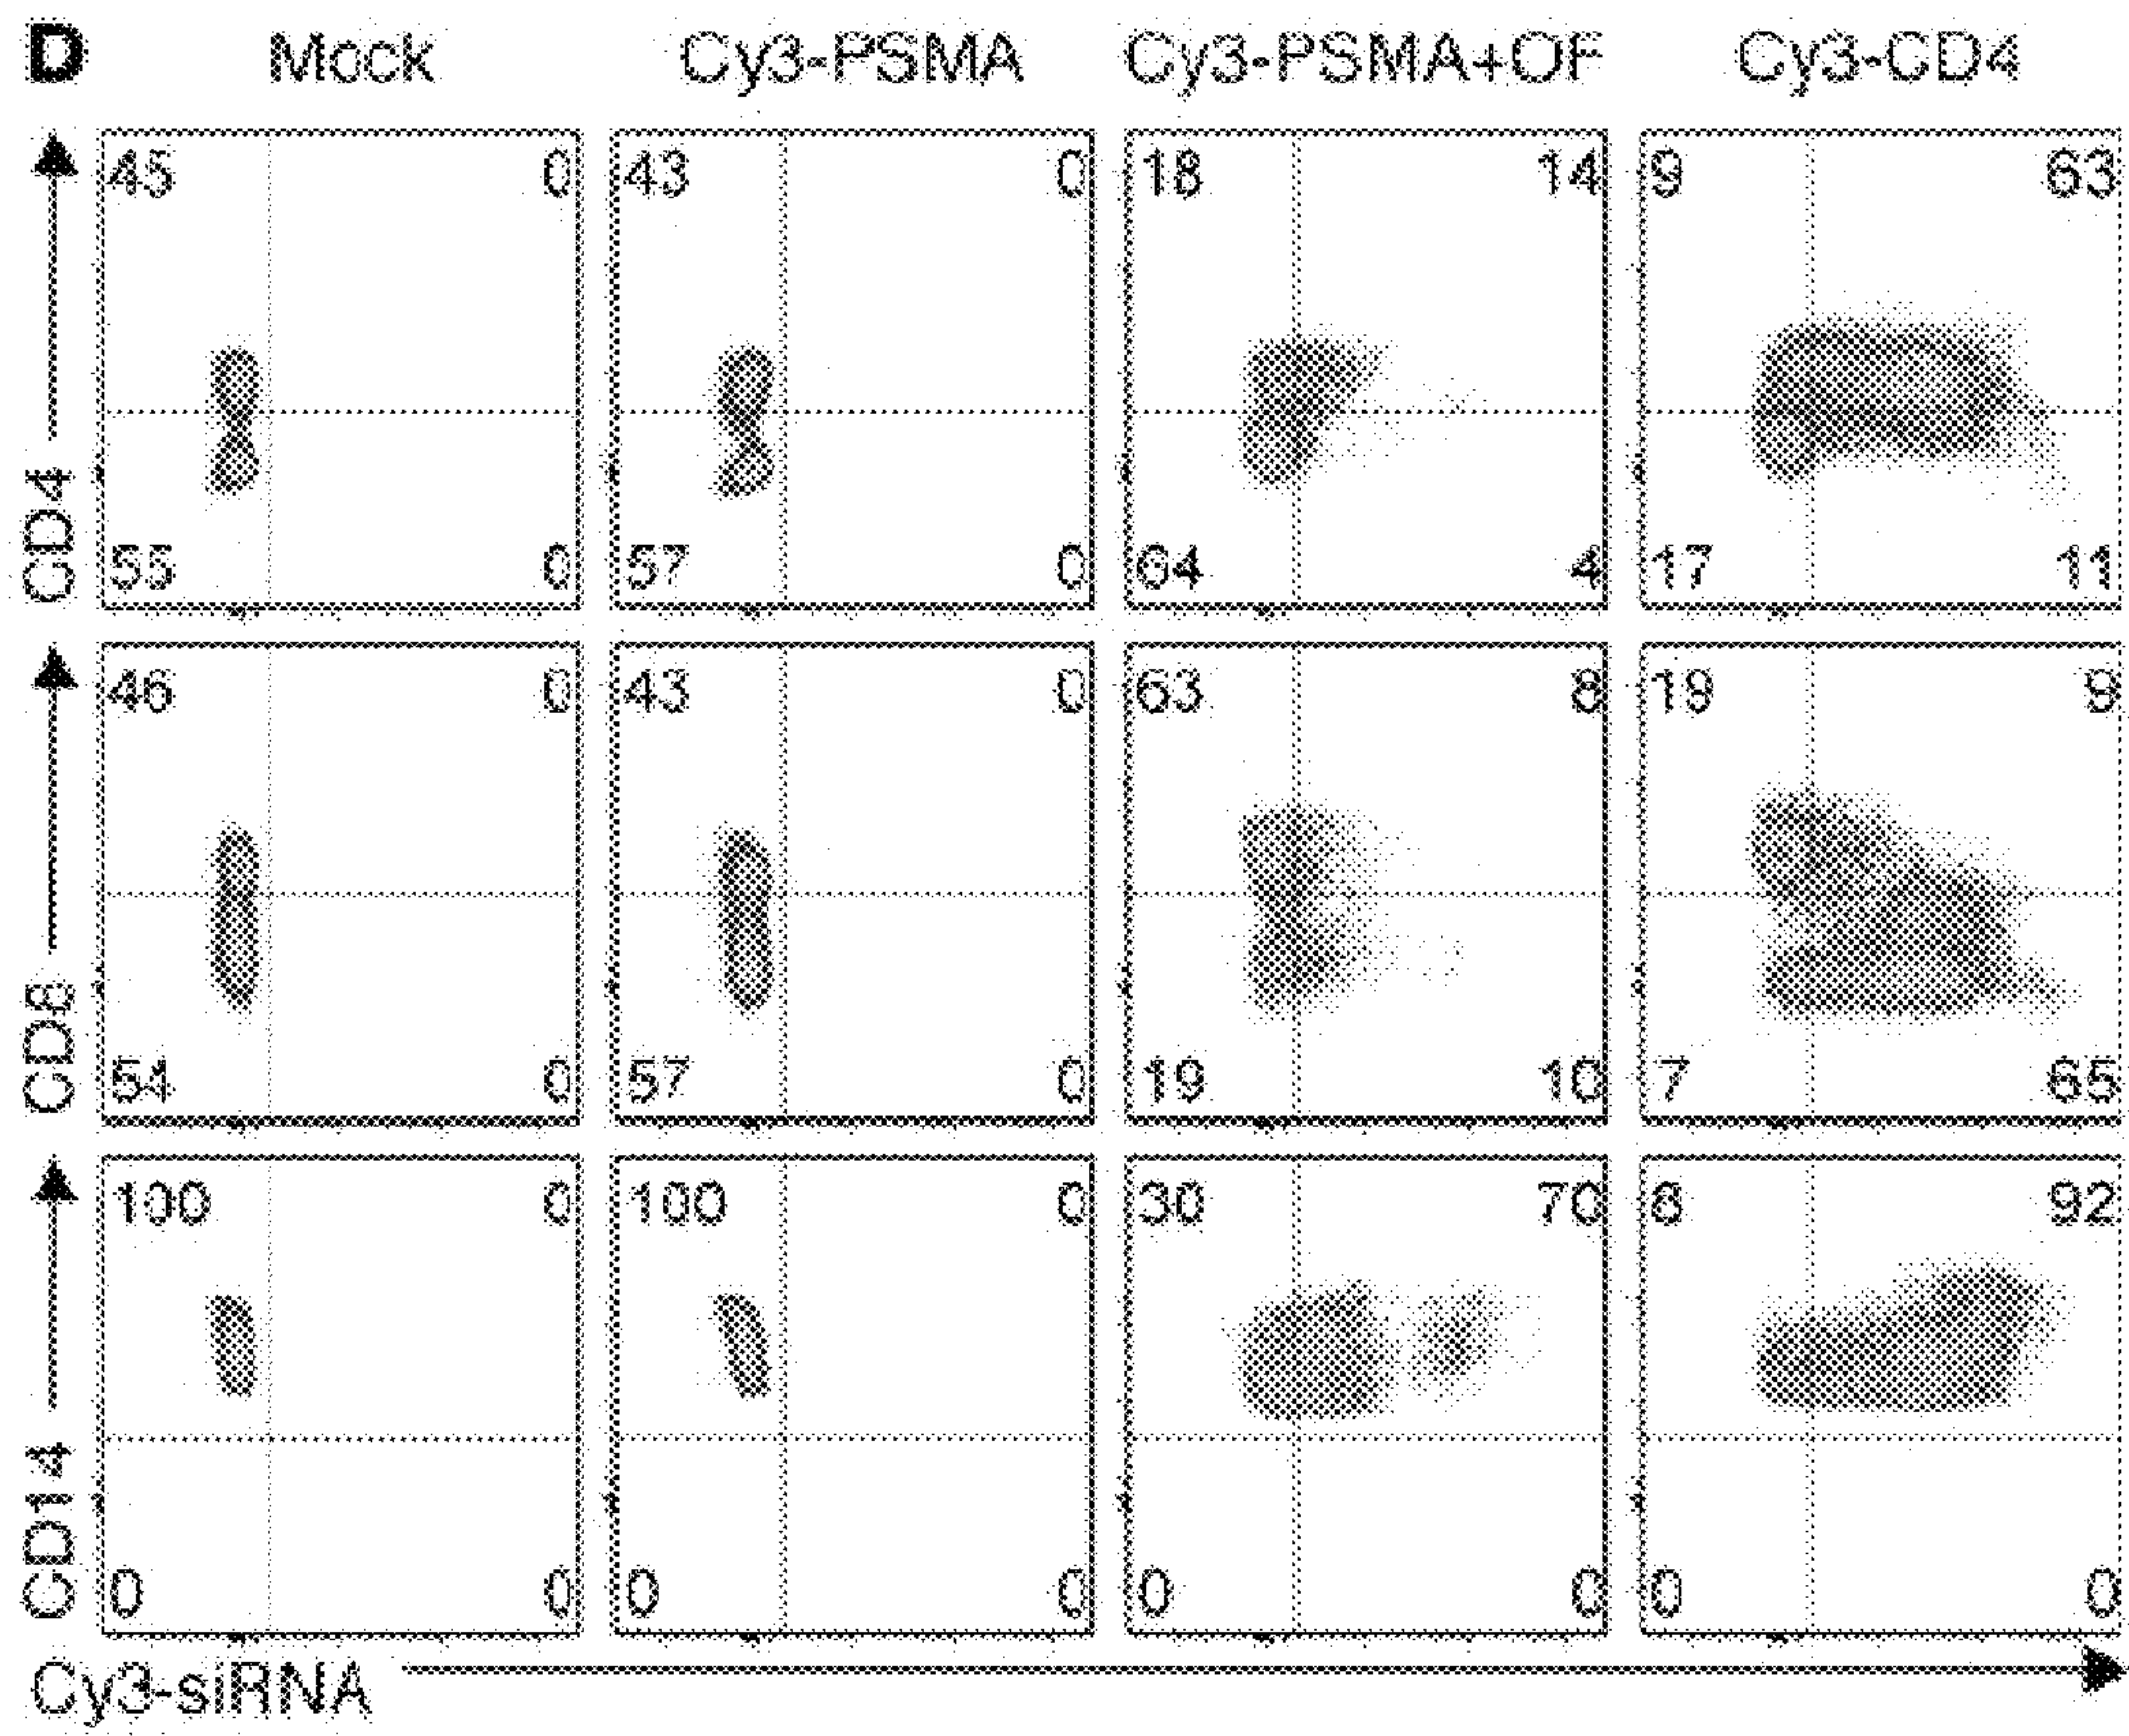 D Mock Cy3-PSMA Cy3-PSMA+OF Cy3-CD4
45 0 43 0 18 14 9 63
CD4
55 0 57 0 64 4 17 11
46 0 43 0 63 8 19 9
CD8
54 0 57 0 19 10 7 65
100 0 100 0 30 70 8 92
CD14
0 0 0 0 0 0 0 0
Cy3-siRNA